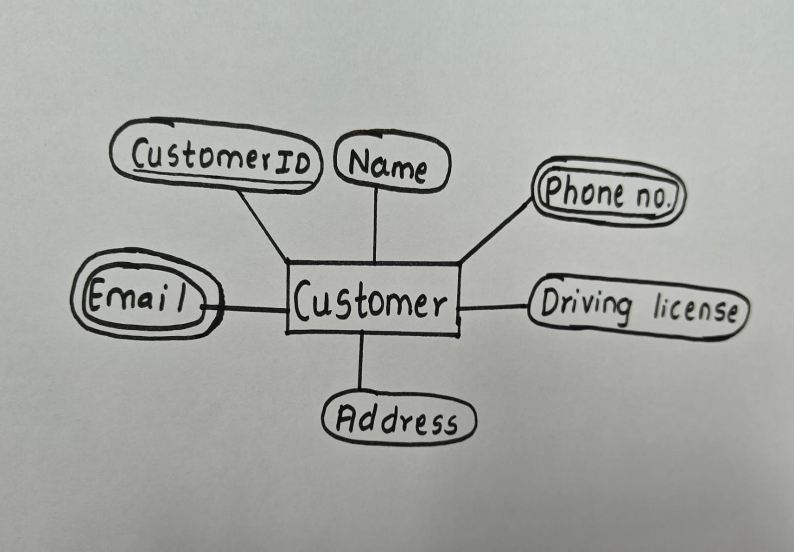 CustomerID
Name
Phone no.
Email
Customer
Driving license
Address